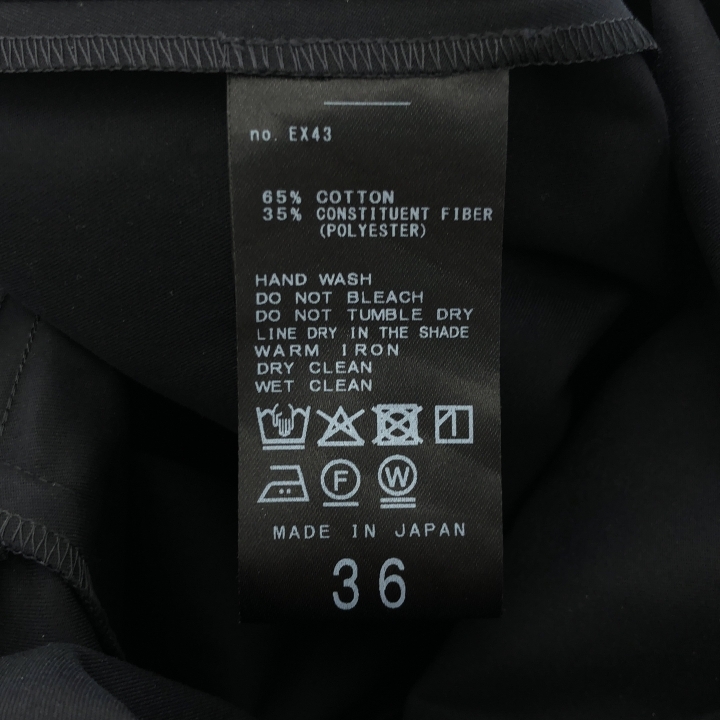 no. EX43
65% COTTON
35% CONSTITUENT FIBER
(POLYESTER)
HAND WASH
DO NOT BLEACH
DO NOT TUMBLE DRY
LINE DRY IN THE SHADE
WARM IRON
DRY CLEAN
WET CLEAN
F W
MADE IN JAPAN
36